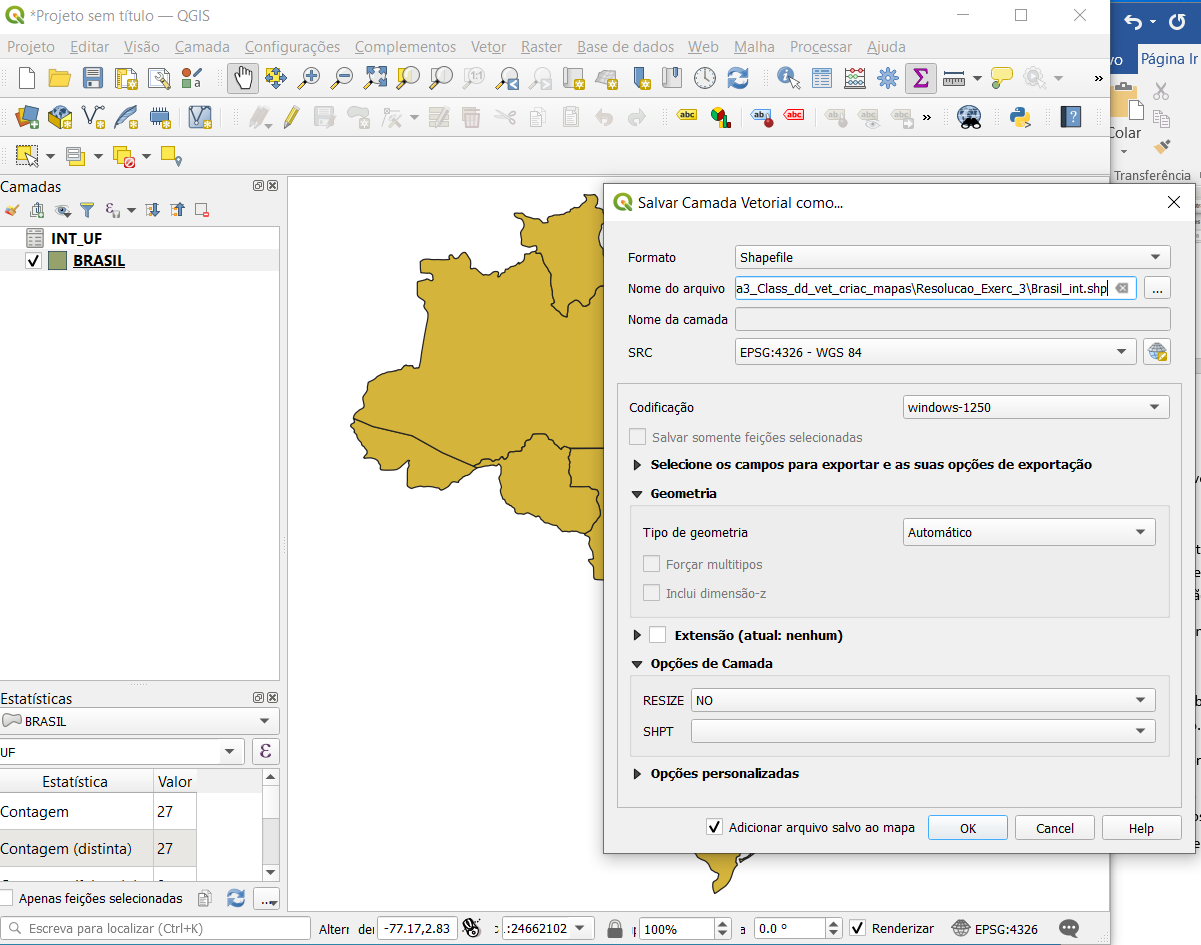 *Projeto sem título — QGIS
Projeto Editar Visão Camada Configurações Complementos Vetor Raster Base de dados Web Malha Processar Ajuda
Página In
Colar
Transferência
Camadas
INT_UF
BRASIL
Salvar Camada Vetorial como...
Formato Shapefile
Nome do arquivo a3_Class_dd_vet_criac_mapas\Resolucao_Exerc_3\Brasil_int.shp ...
Nome da camada
SRC EPSG:4326 - WGS 84
Codificação windows-1250
Salvar somente feições selecionadas
Selecione os campos para exportar e as suas opções de exportação
Geometria
Tipo de geometria Automático
Forçar multitipos
Inclui dimensão-z
Extensão (atual: nenhum)
Opções de Camada
RESIZE NO
SHPT
Opções personalizadas
Adicionar arquivo salvo ao mapa OK Cancel Help
Estatísticas
BRASIL
UF ε
Estatística Valor
Contagem 27
Contagem (distinta) 27
Apenas feições selecionadas ...
Escreva para localizar (Ctrl+K) Altern -77.17,2.83 :24662102 100% 0.0 ° Renderizar EPSG:4326